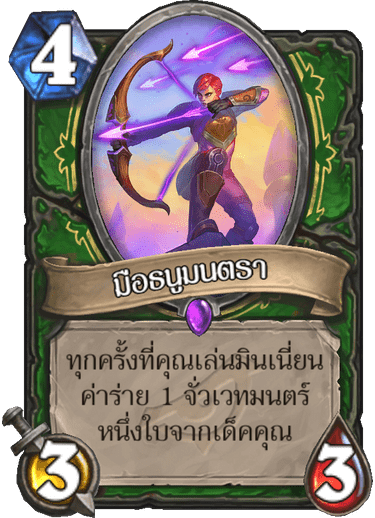 4
มือธนูมนตรา
ทุกครั้งที่คุณเล่นมินเนี่ยน
ค่าร่าย 1 จั่วเวทมนตร์
หนึ่งใบจากเด็คคุณ
3
3